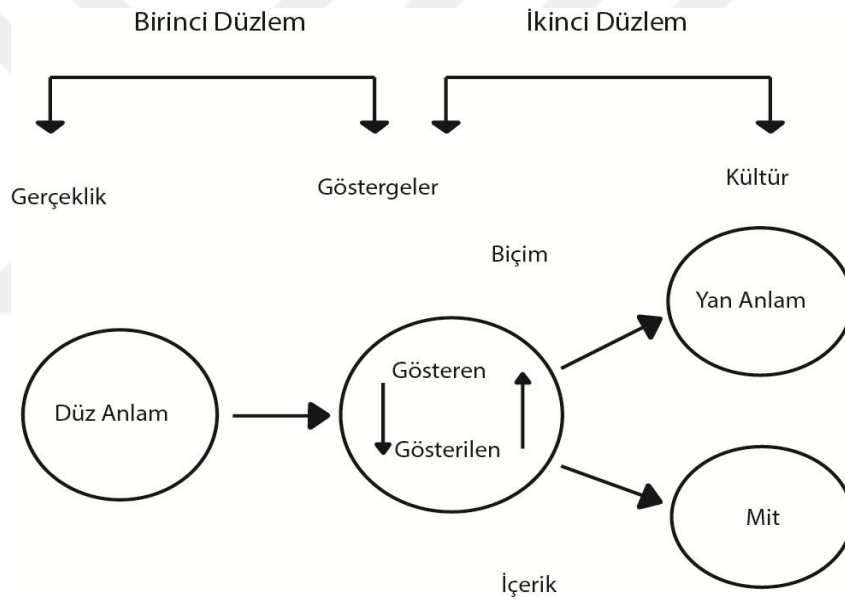 Birinci Düzlem
İkinci Düzlem
Gerçeklik
Göstergeler
Kültür
Biçim
Yan Anlam
Düz Anlam
Gösteren
Gösterilen
Mit
İçerik